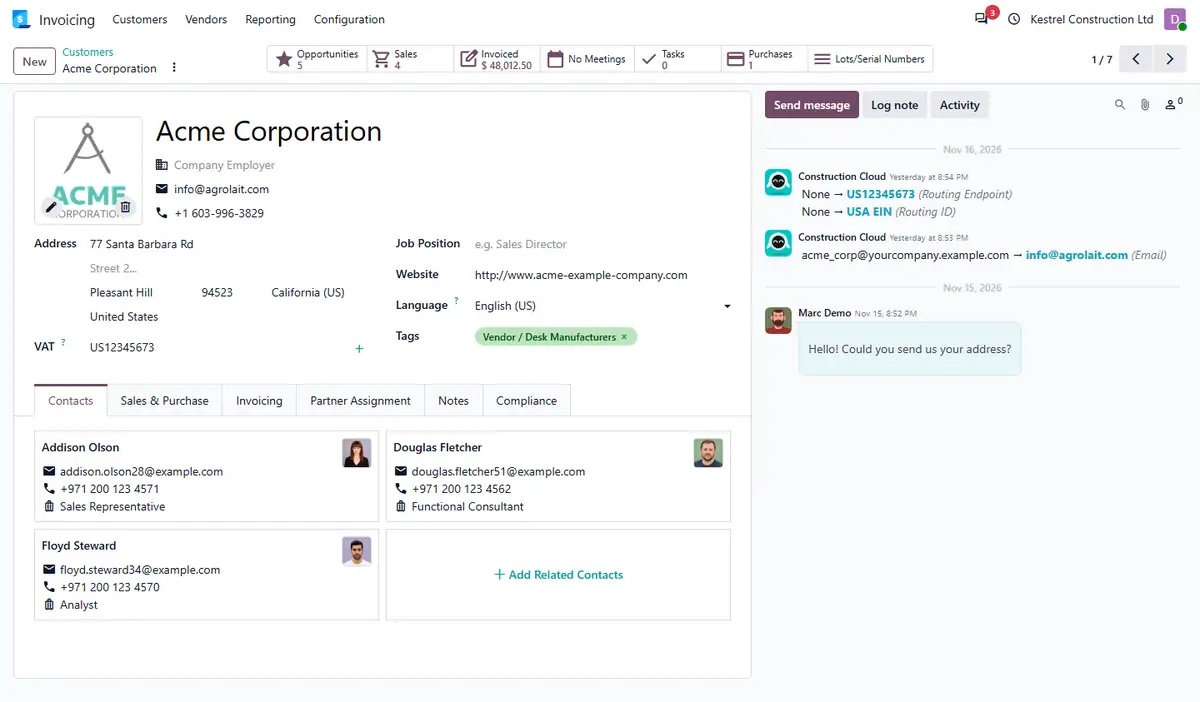 Invoicing Customers Vendors Reporting Configuration 3 Kestrel Construction Ltd D
New Customers
Acme Corporation
Opportunities 5
Sales 4
Invoiced $ 48,012.50
No Meetings
Tasks 0
Purchases 1
Lots/Serial Numbers
1 / 7
ACME
CORPORATION
Acme Corporation
Company Employer
info@agrolait.com
+1 603-996-3829
Address 77 Santa Barbara Rd
Street 2...
Pleasant Hill 94523 California (US)
United States
VAT ? US12345673 +
Job Position e.g. Sales Director
Website http://www.acme-example-company.com
Language ? English (US)
Tags Vendor / Desk Manufacturers ×
Contacts Sales & Purchase Invoicing Partner Assignment Notes Compliance
Addison Olson
addison.olson28@example.com
+971 200 123 4571
Sales Representative
Douglas Fletcher
douglas.fletcher51@example.com
+971 200 123 4562
Functional Consultant
Floyd Steward
floyd.steward34@example.com
+971 200 123 4570
Analyst
+ Add Related Contacts
Send message Log note Activity 0
Nov 16, 2026
Construction Cloud Yesterday at 8:54 PM
None → US12345673 (Routing Endpoint)
None → USA EIN (Routing ID)
Construction Cloud Yesterday at 8:53 PM
acme_corp@yourcompany.example.com → info@agrolait.com (Email)
Nov 15, 2026
Marc Demo Nov 15, 8:52 PM
Hello! Could you send us your address?